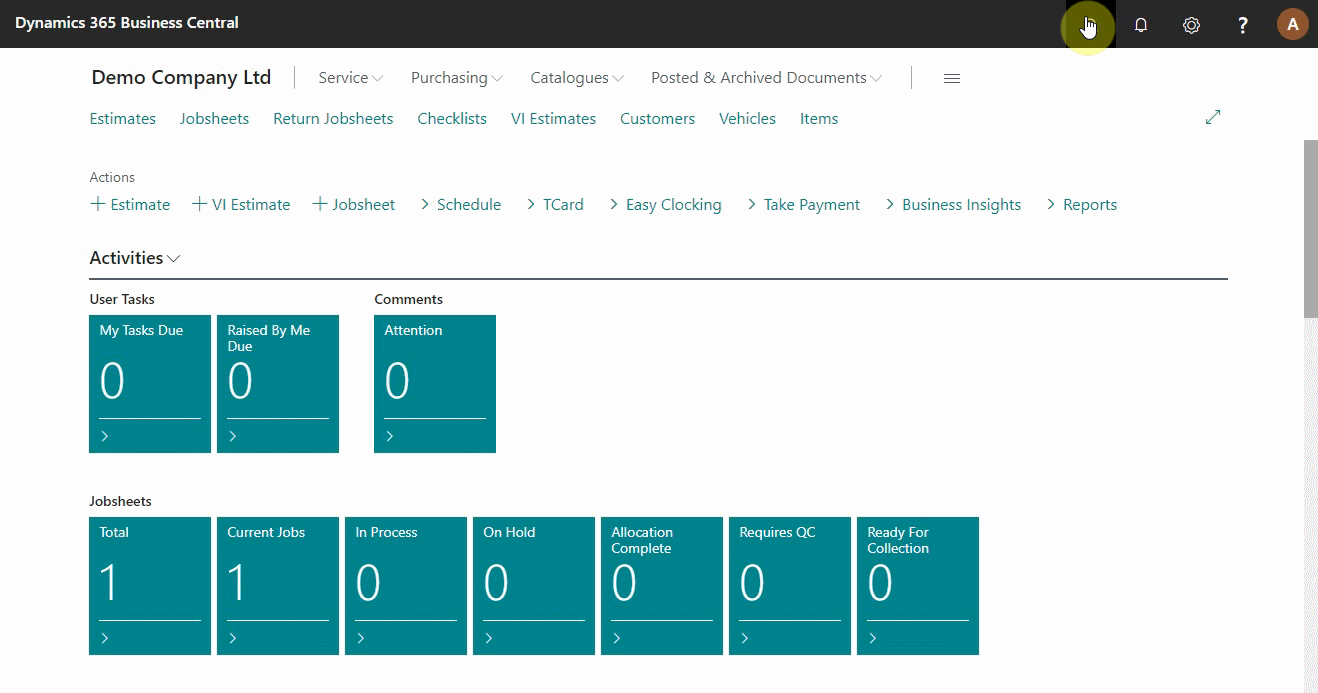 Dynamics 365 Business Central
?
A
Demo Company Ltd
Service
Purchasing
Catalogues
Posted & Archived Documents
Estimates
Jobsheets
Return Jobsheets
Checklists
VI Estimates
Customers
Vehicles
Items
Actions
+ Estimate
+ VI Estimate
+ Jobsheet
> Schedule
> TCard
> Easy Clocking
> Take Payment
> Business Insights
> Reports
Activities
User Tasks
Comments
My Tasks Due
0
Raised By Me
Due
0
Attention
0
Jobsheets
Total
1
Current Jobs
1
In Process
0
On Hold
0
Allocation
Complete
0
Requires QC
0
Ready For
Collection
0